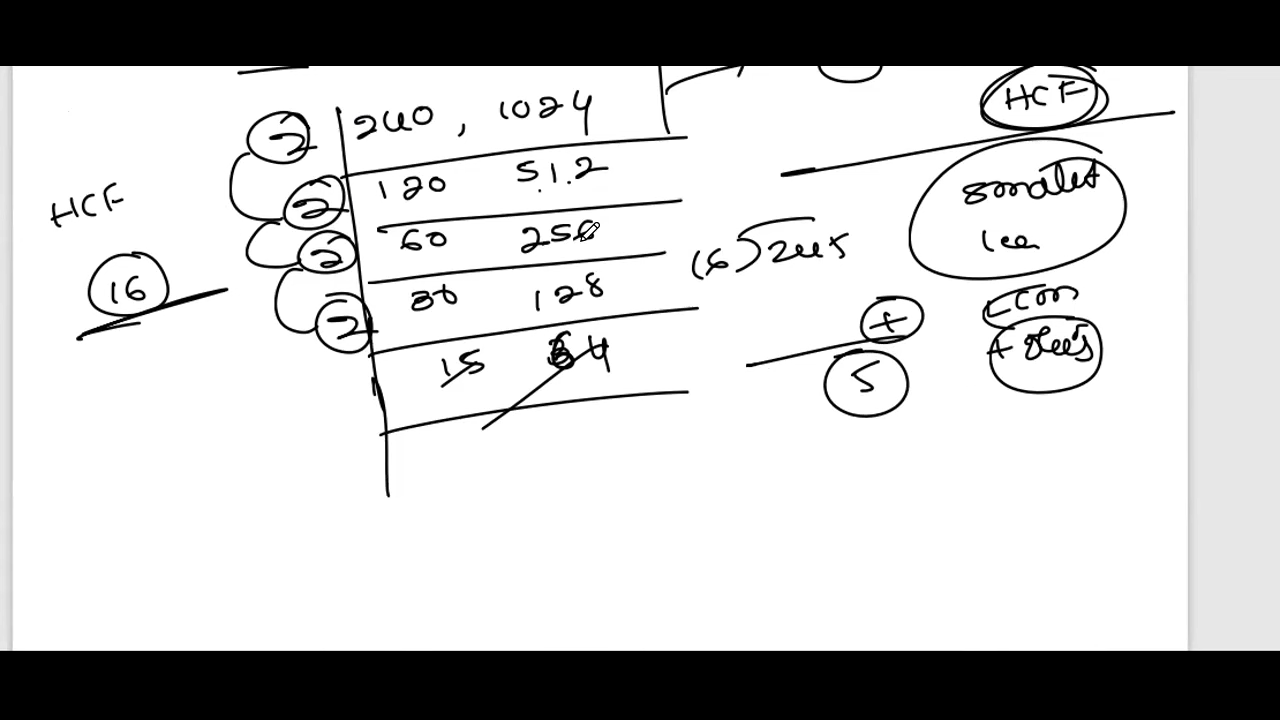 HCF
2 240, 1024
2 120 512
2 60 256
2 30 128
15 64
HCF
16
16)245
+
5
smallest
+